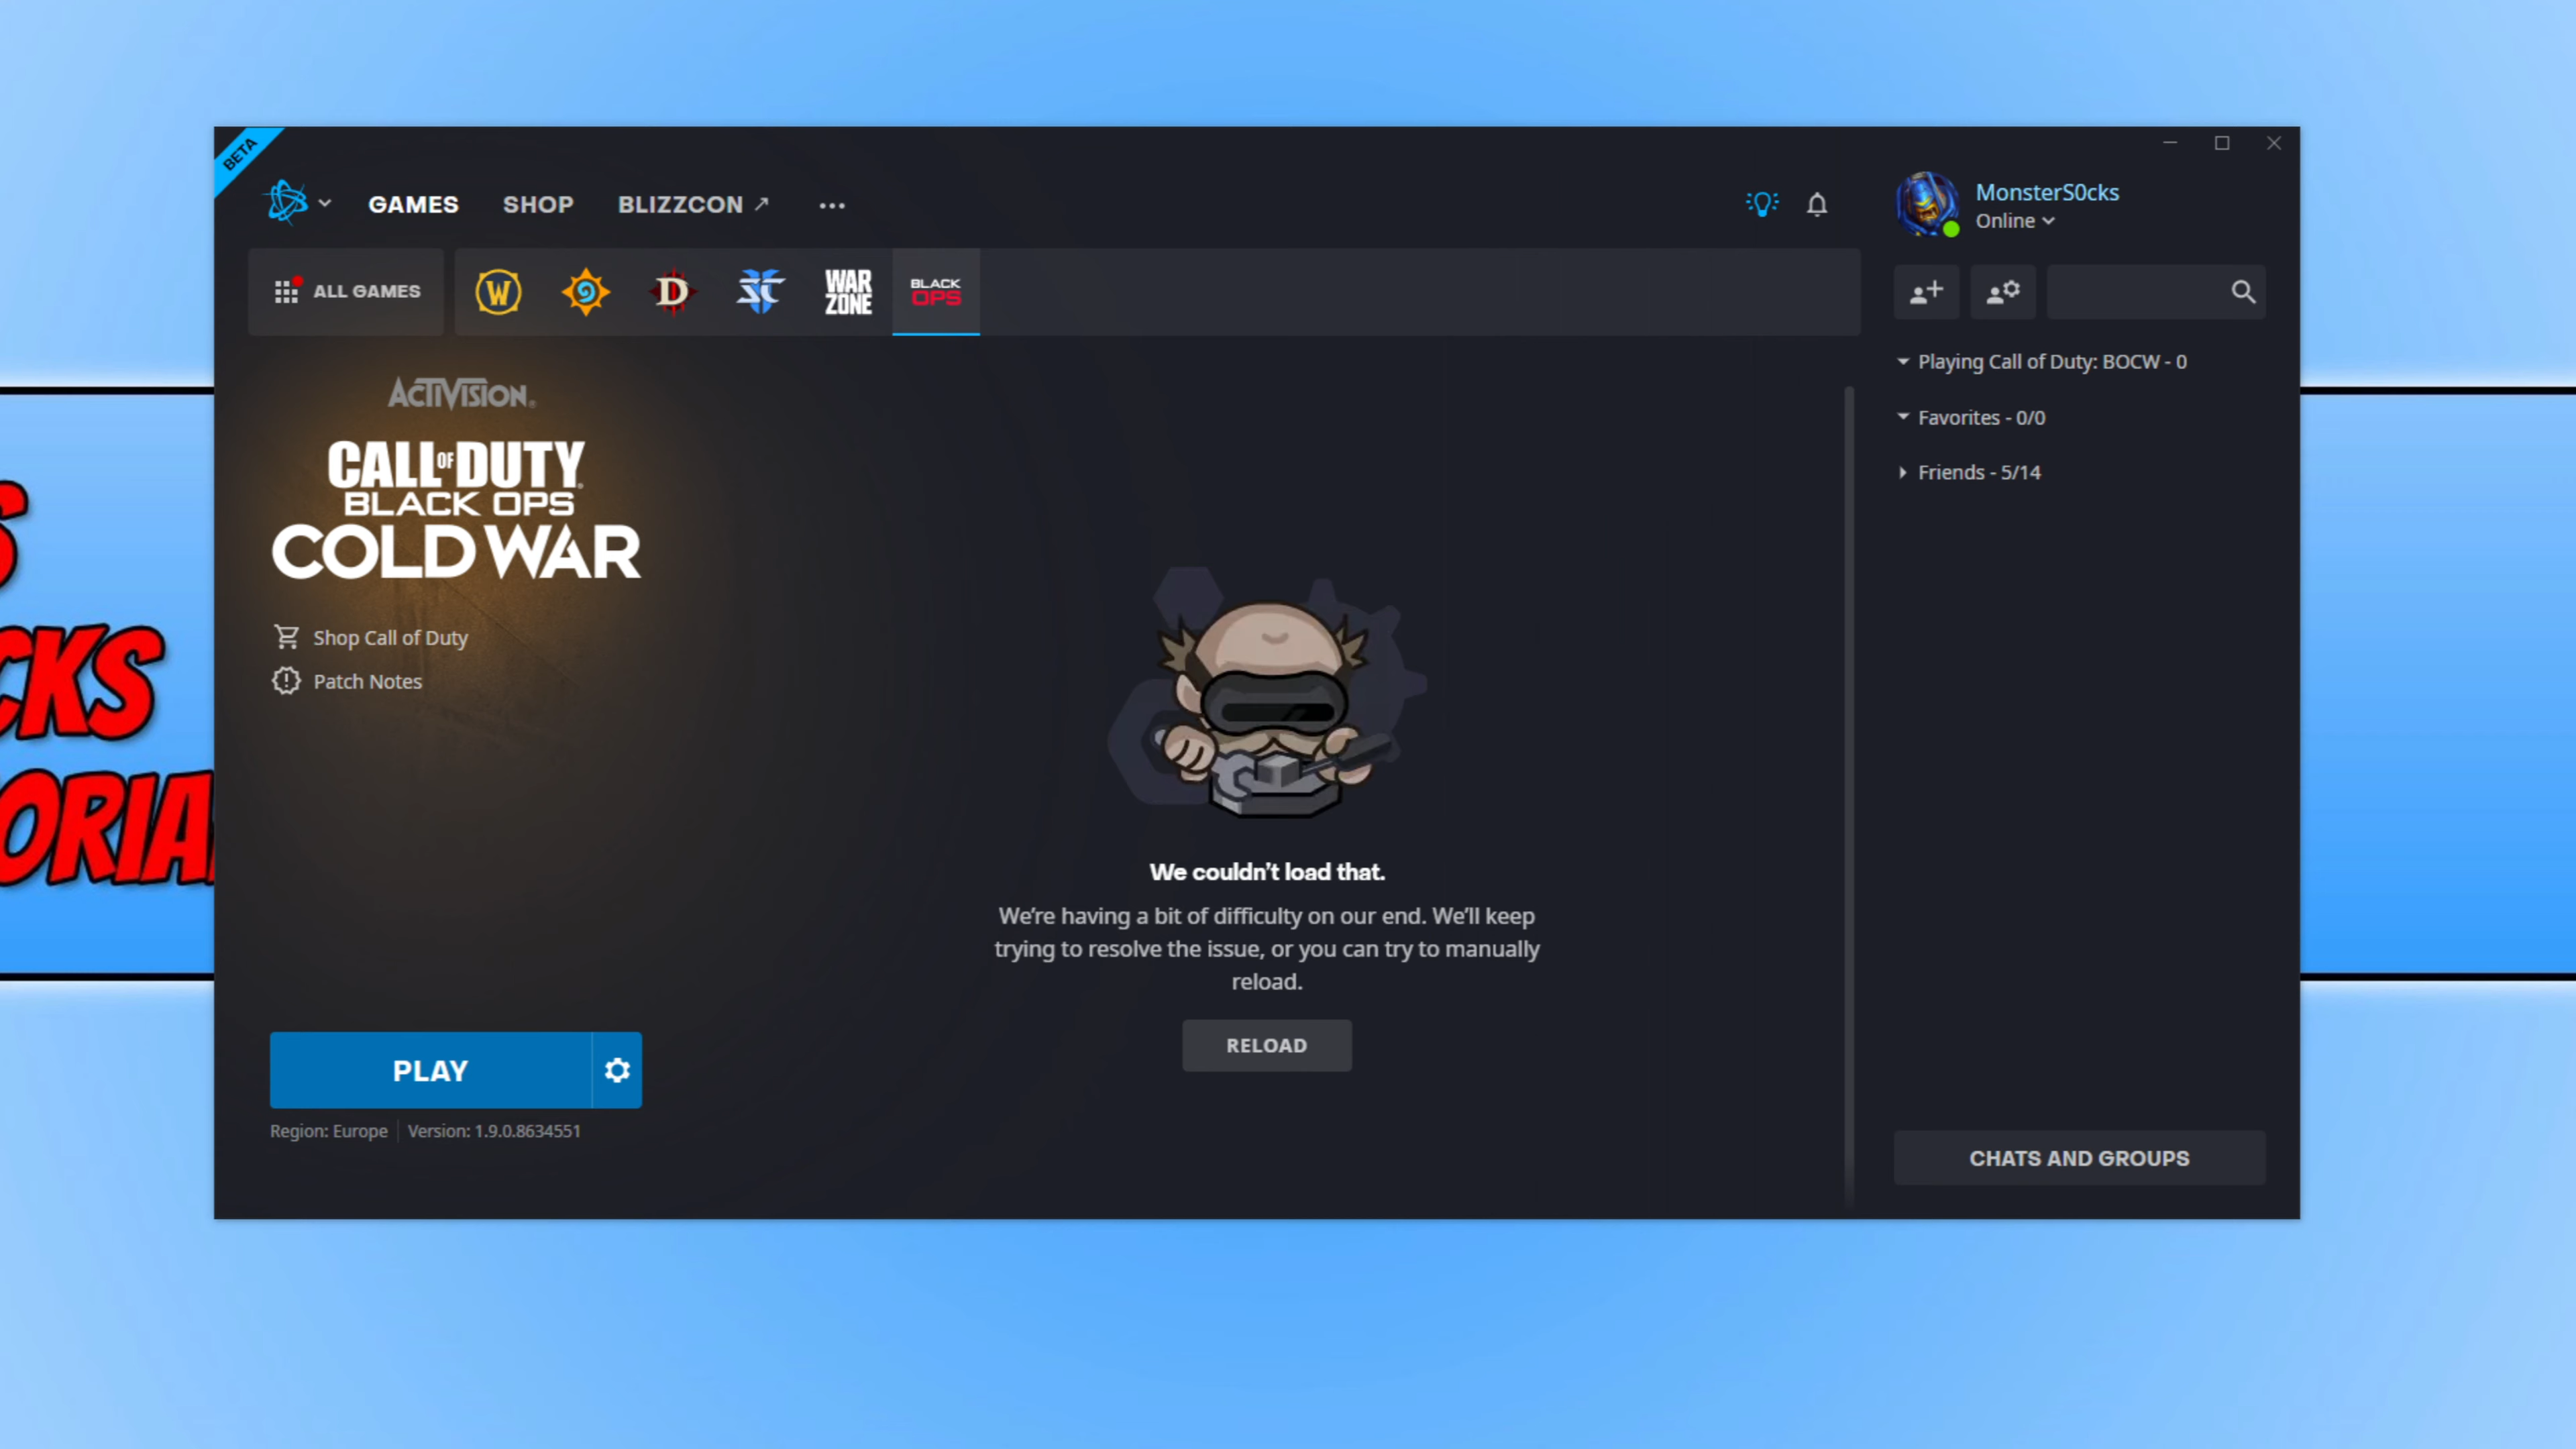 BETA
GAMES SHOP BLIZZCON ↗ •••
MonsterS0cks
Online
ALL GAMES
W
D
SC
WAR
ZONE
BLACK
OPS
Playing Call of Duty: BOCW - 0
Favorites - 0/0
Friends - 5/14
ACTIVISION®
CALL OF DUTY®
BLACK OPS
COLD WAR
Shop Call of Duty
Patch Notes
CKS
ORIA
We couldn't load that.
We're having a bit of difficulty on our end. We'll keep
trying to resolve the issue, or you can try to manually
reload.
RELOAD
PLAY
Region: Europe | Version: 1.9.0.8634551
CHATS AND GROUPS